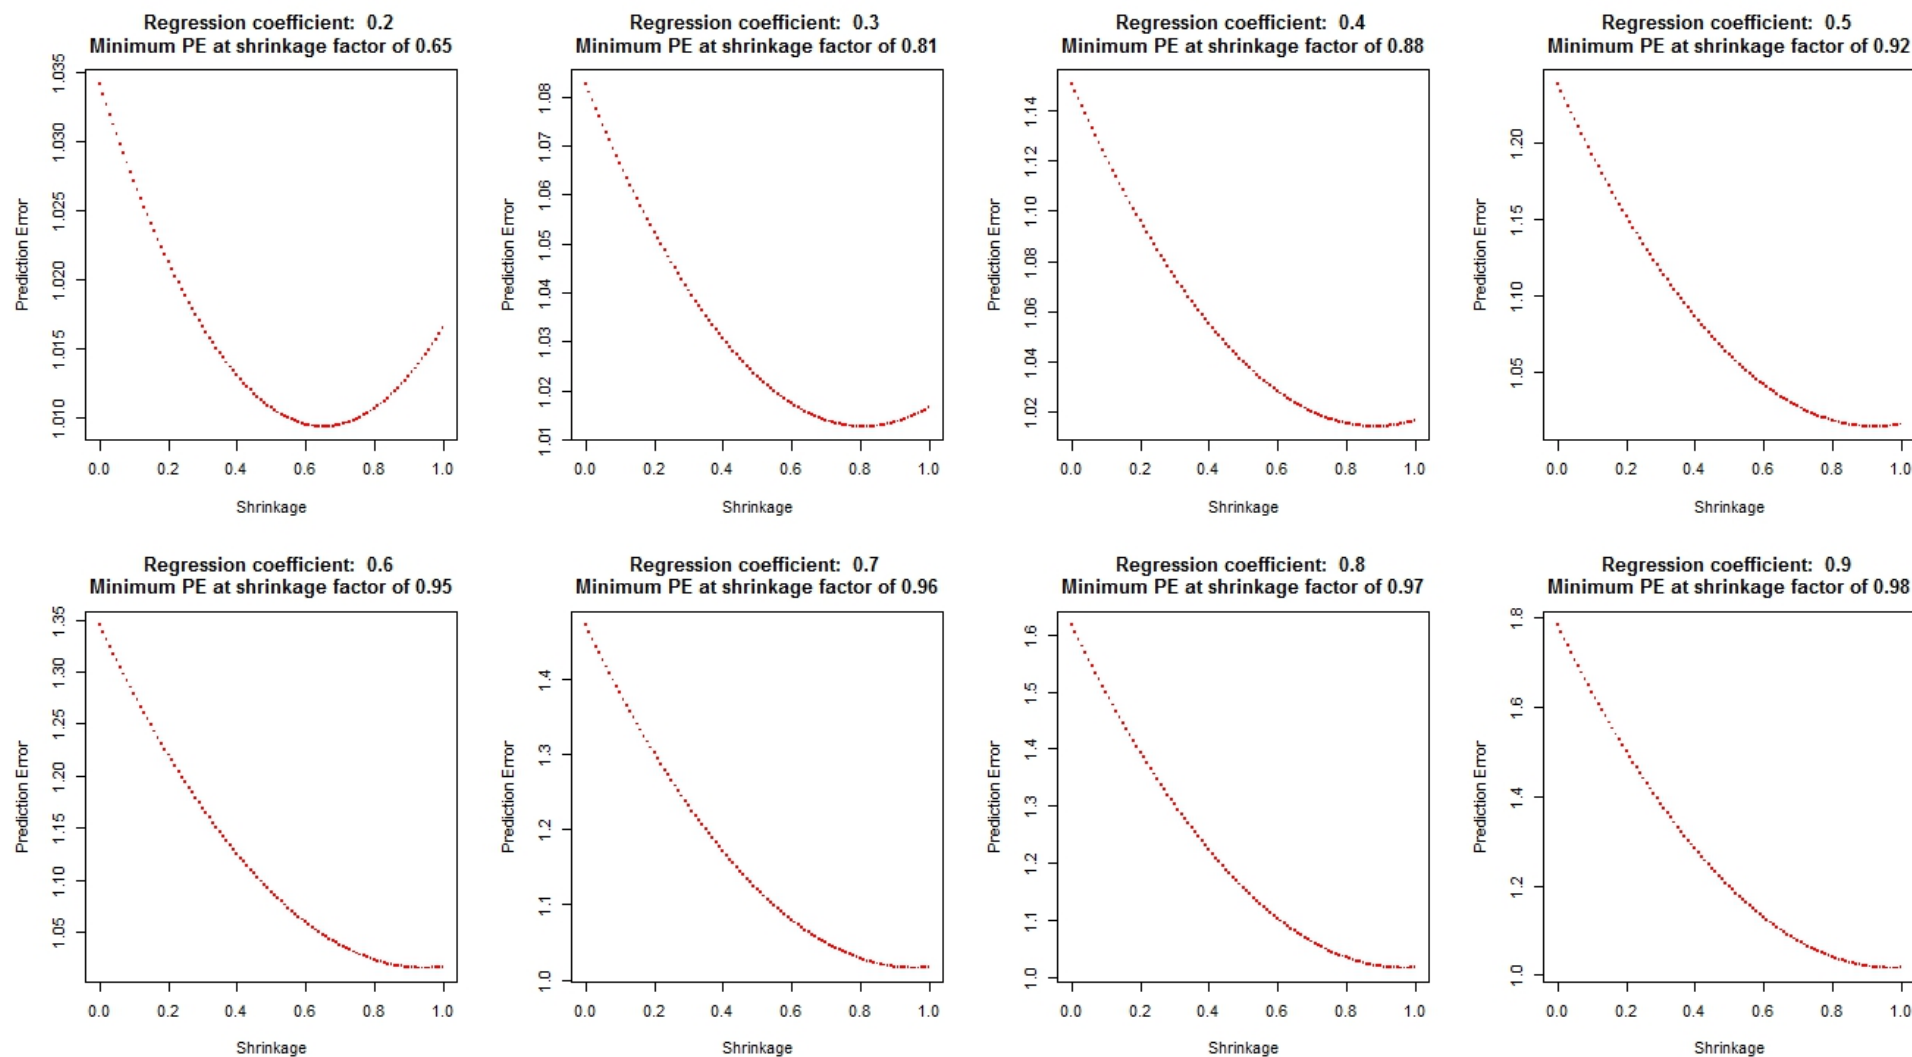 Regression coefficient:  0.2
Minimum PE at shrinkage factor of 0.65
Prediction Error
1.035
1.030
1.025
1.020
1.015
1.010
0.0 0.2 0.4 0.6 0.8 1.0
Shrinkage
Regression coefficient:  0.3
Minimum PE at shrinkage factor of 0.81
Prediction Error
1.08
1.07
1.06
1.05
1.04
1.03
1.02
1.01
0.0 0.2 0.4 0.6 0.8 1.0
Shrinkage
Regression coefficient:  0.4
Minimum PE at shrinkage factor of 0.88
Prediction Error
1.14
1.12
1.10
1.08
1.06
1.04
1.02
0.0 0.2 0.4 0.6 0.8 1.0
Shrinkage
Regression coefficient:  0.5
Minimum PE at shrinkage factor of 0.92
Prediction Error
1.20
1.15
1.10
1.05
0.0 0.2 0.4 0.6 0.8 1.0
Shrinkage
Regression coefficient:  0.6
Minimum PE at shrinkage factor of 0.95
Prediction Error
1.35
1.30
1.25
1.20
1.15
1.10
1.05
0.0 0.2 0.4 0.6 0.8 1.0
Shrinkage
Regression coefficient:  0.7
Minimum PE at shrinkage factor of 0.96
Prediction Error
1.4
1.3
1.2
1.1
1.0
0.0 0.2 0.4 0.6 0.8 1.0
Shrinkage
Regression coefficient:  0.8
Minimum PE at shrinkage factor of 0.97
Prediction Error
1.6
1.5
1.4
1.3
1.2
1.1
1.0
0.0 0.2 0.4 0.6 0.8 1.0
Shrinkage
Regression coefficient:  0.9
Minimum PE at shrinkage factor of 0.98
Prediction Error
1.8
1.6
1.4
1.2
1.0
0.0 0.2 0.4 0.6 0.8 1.0
Shrinkage